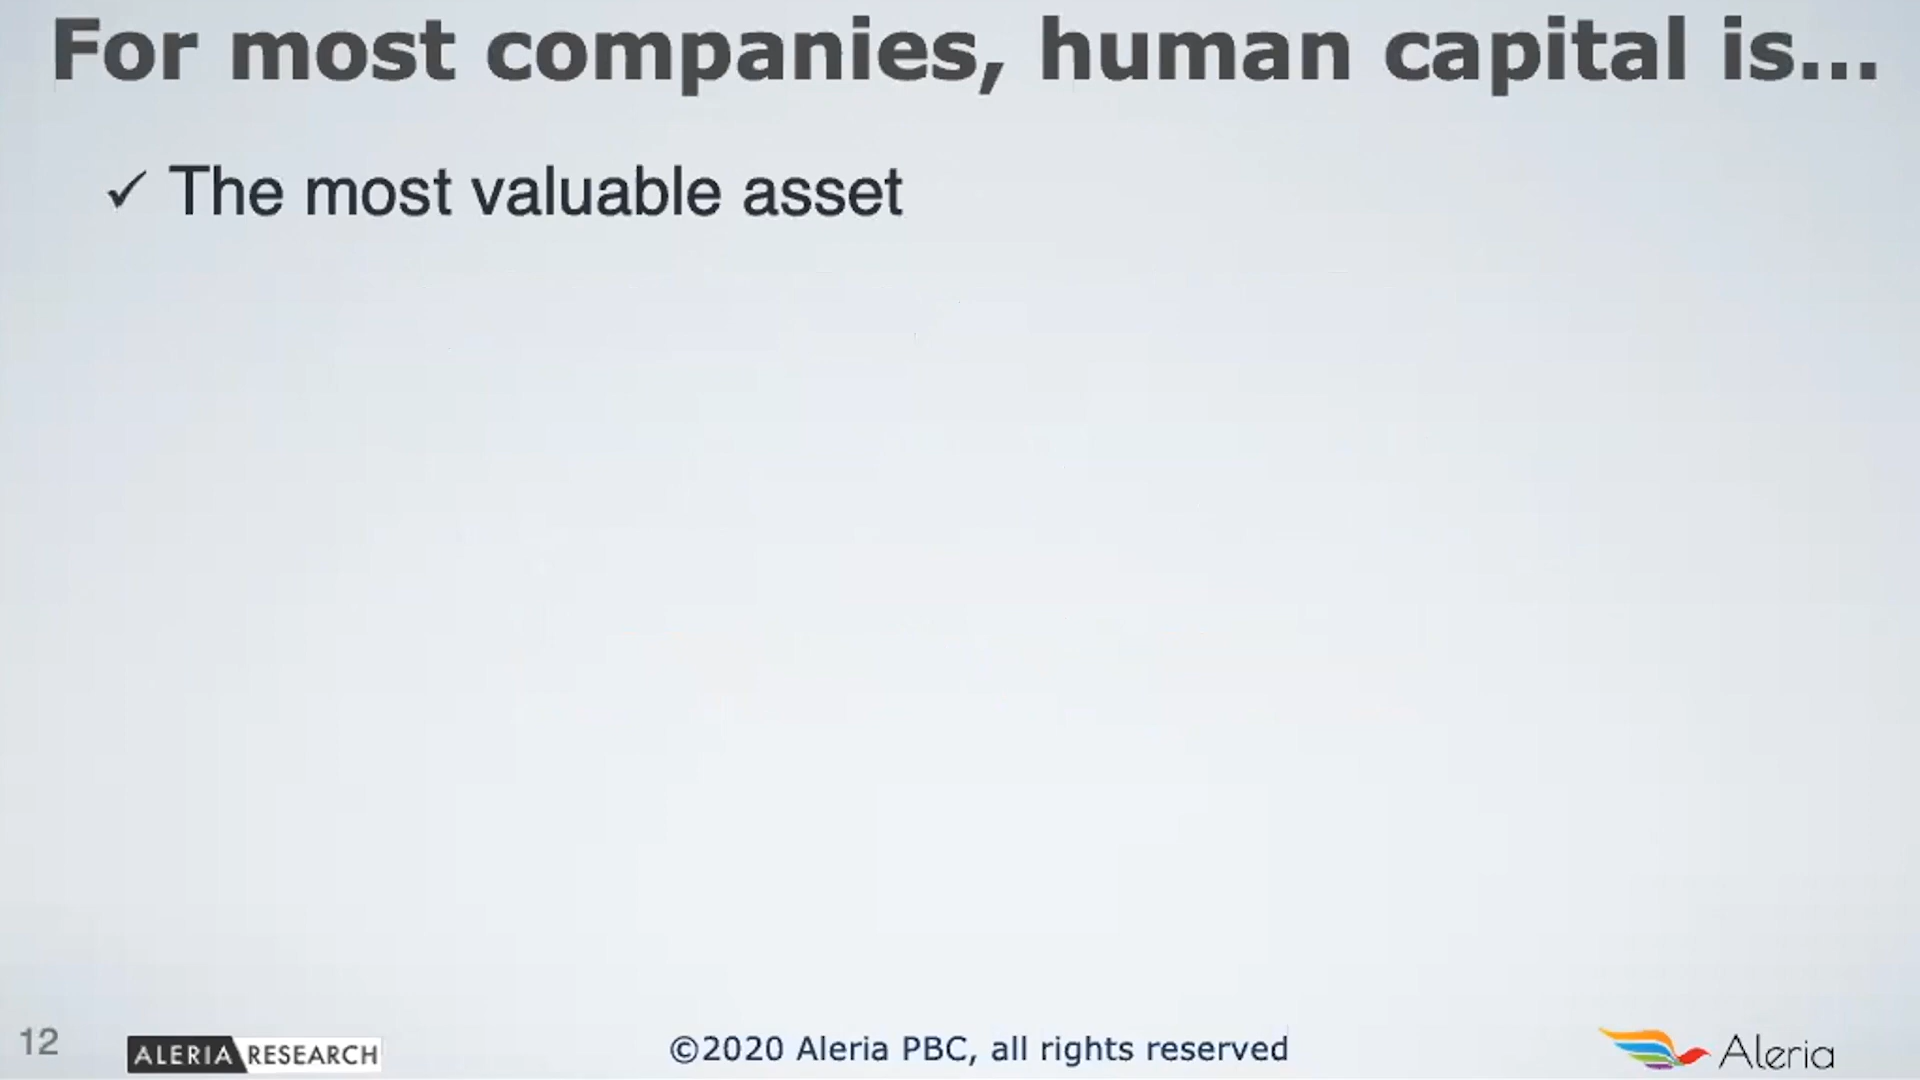 For most companies, human capital is...
✓ The most valuable asset
12
ALERIA RESEARCH
©2020 Aleria PBC, all rights reserved
Aleria